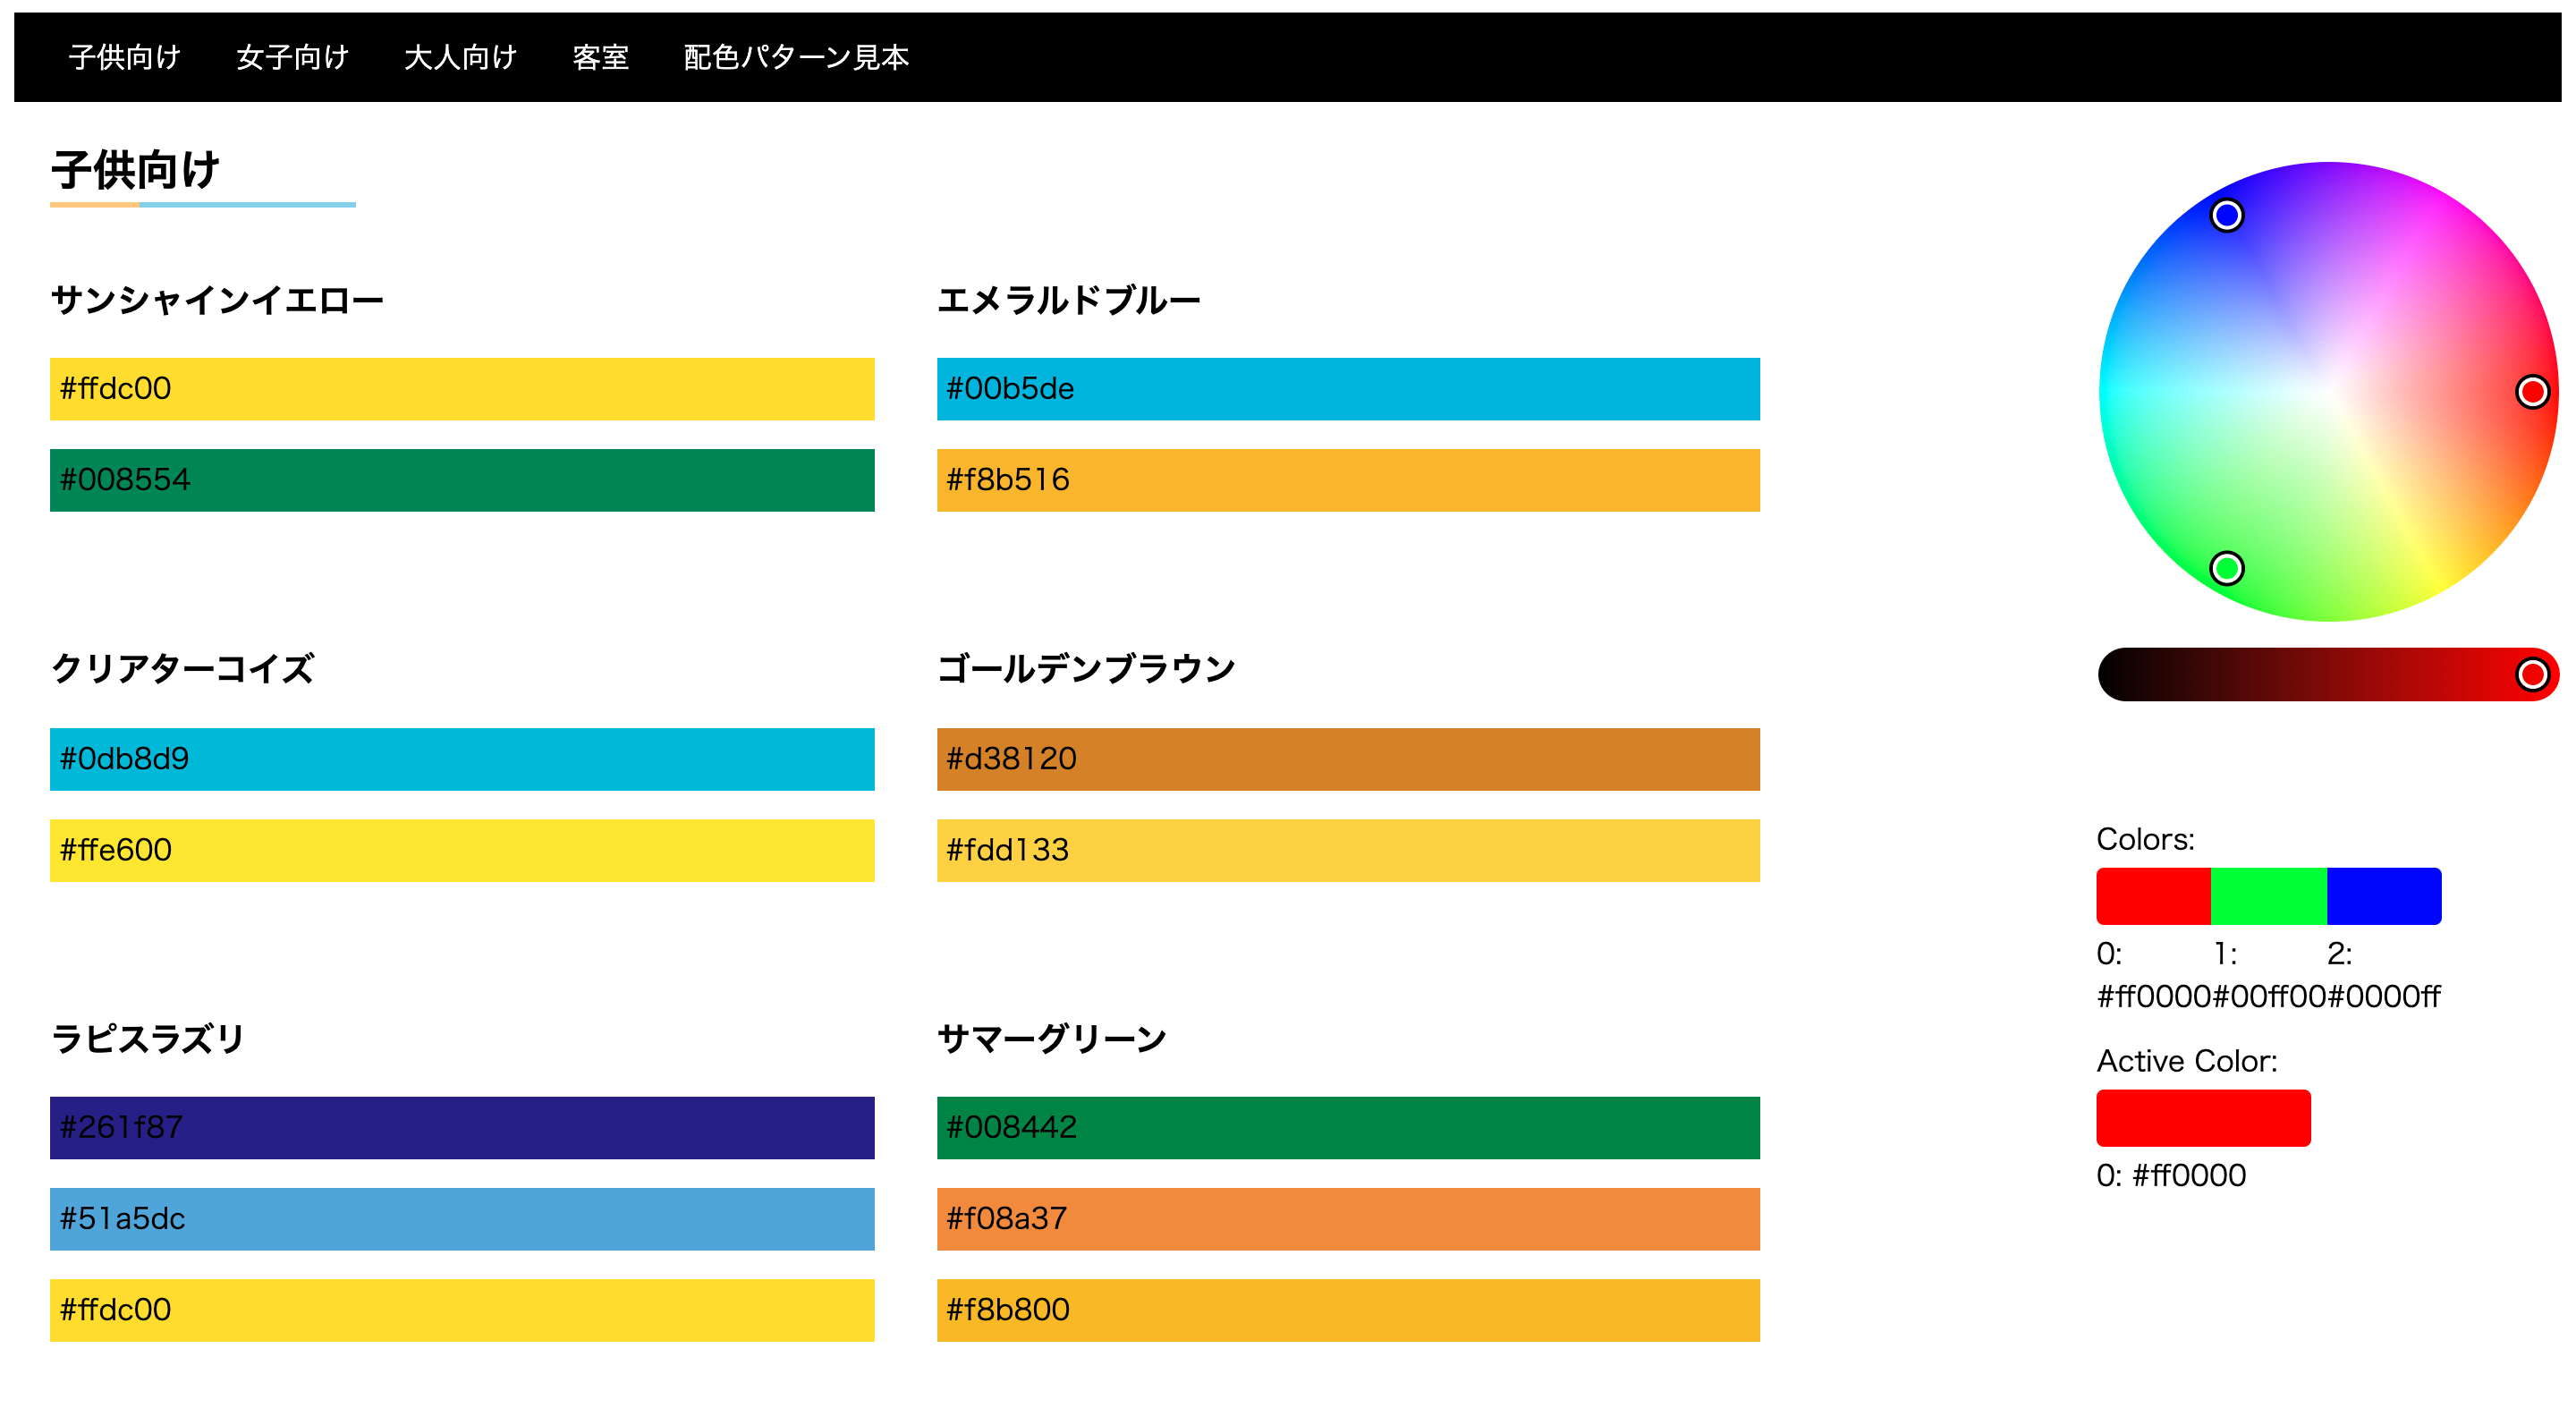 子供向け 女子向け 大人向け 客室 配色パターン見本
子供向け
サンシャインイエロー
#ffdc00
#008554
エメラルドブルー
#00b5de
#f8b516
クリアターコイズ
#0db8d9
#ffe600
ゴールデンブラウン
#d38120
#fdd133
ラピスラズリ
#261f87
#51a5dc
#ffdc00
サマーグリーン
#008442
#f08a37
#f8b800
Colors:
0: 1: 2:
#ff0000#00ff00#0000ff
Active Color:
0: #ff0000